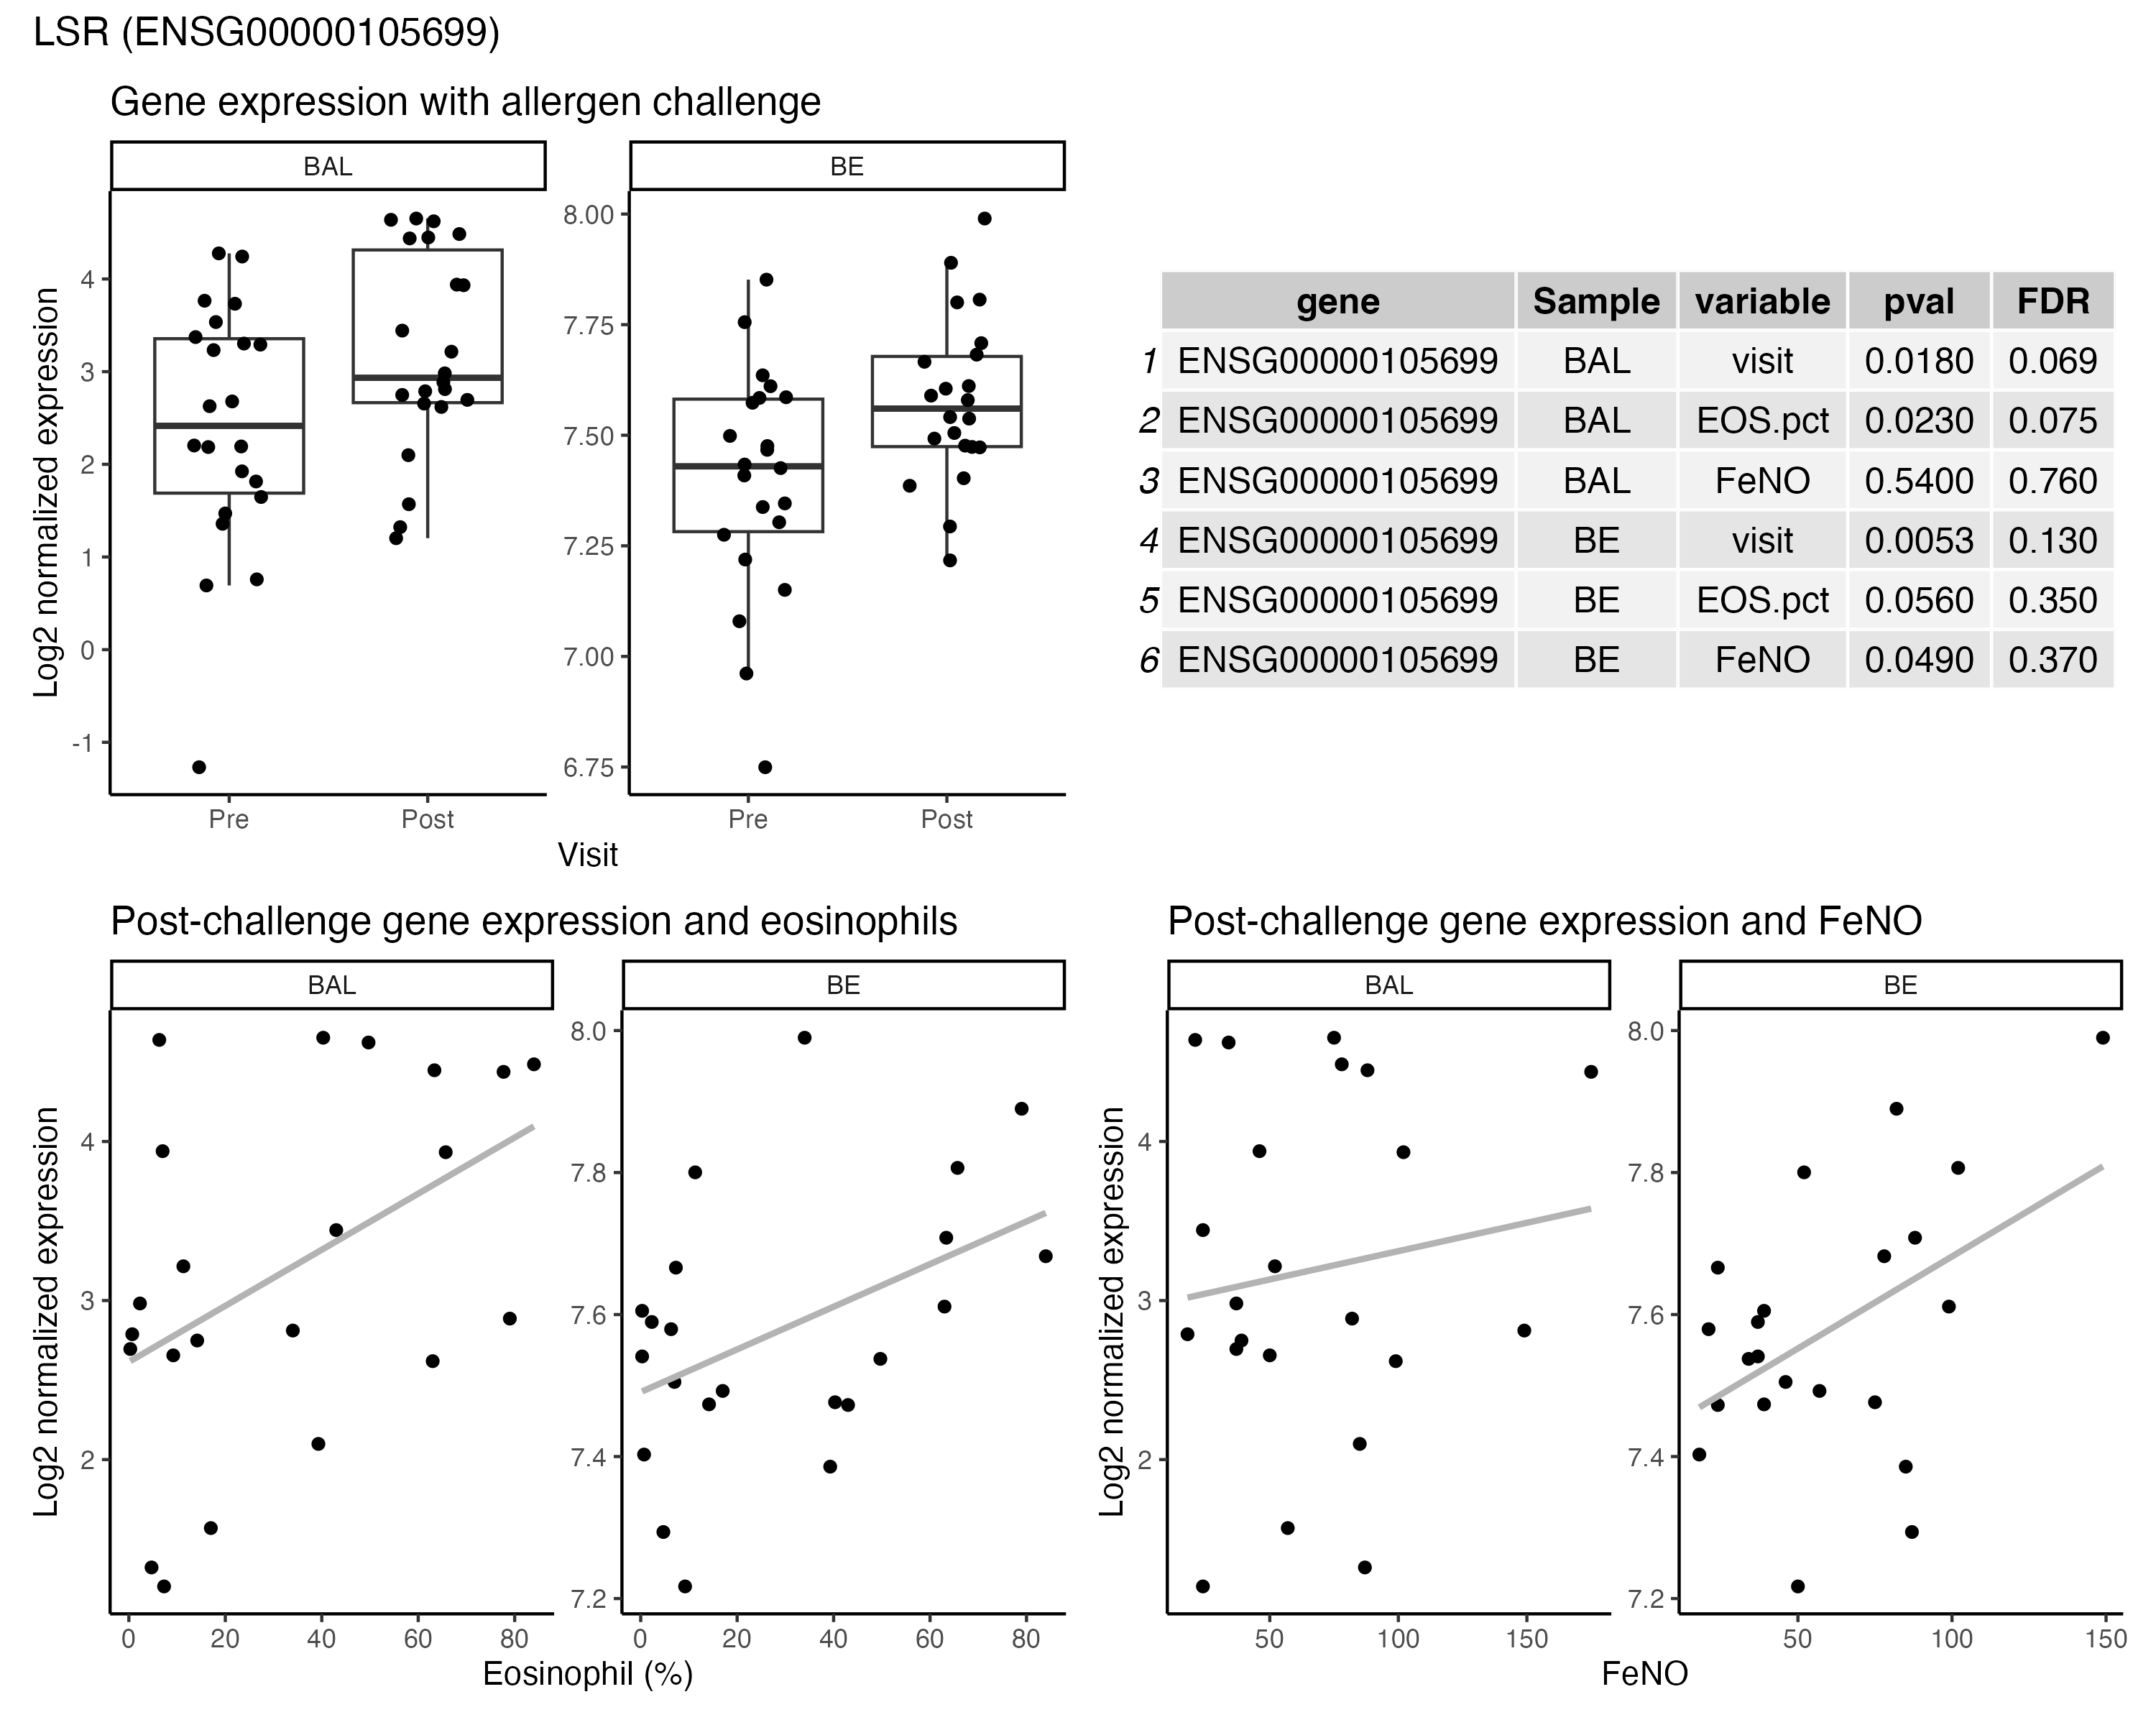 LSR (ENSG00000105699)
Gene expression with allergen challenge
BAL
BE
Log2 normalized expression
4
3
2
1
0
-1
8.00
7.75
7.50
7.25
7.00
6.75
Pre
Post
Pre
Post
Visit
gene Sample variable pval FDR
1 ENSG00000105699 BAL visit 0.0180 0.069
2 ENSG00000105699 BAL EOS.pct 0.0230 0.075
3 ENSG00000105699 BAL FeNO 0.5400 0.760
4 ENSG00000105699 BE visit 0.0053 0.130
5 ENSG00000105699 BE EOS.pct 0.0560 0.350
6 ENSG00000105699 BE FeNO 0.0490 0.370
Post-challenge gene expression and eosinophils
BAL
BE
Log2 normalized expression
4
3
2
8.0
7.8
7.6
7.4
7.2
0 20 40 60 80
0 20 40 60 80
Eosinophil (%)
Post-challenge gene expression and FeNO
BAL
BE
Log2 normalized expression
4
3
2
8.0
7.8
7.6
7.4
7.2
50 100 150
50 100 150
FeNO